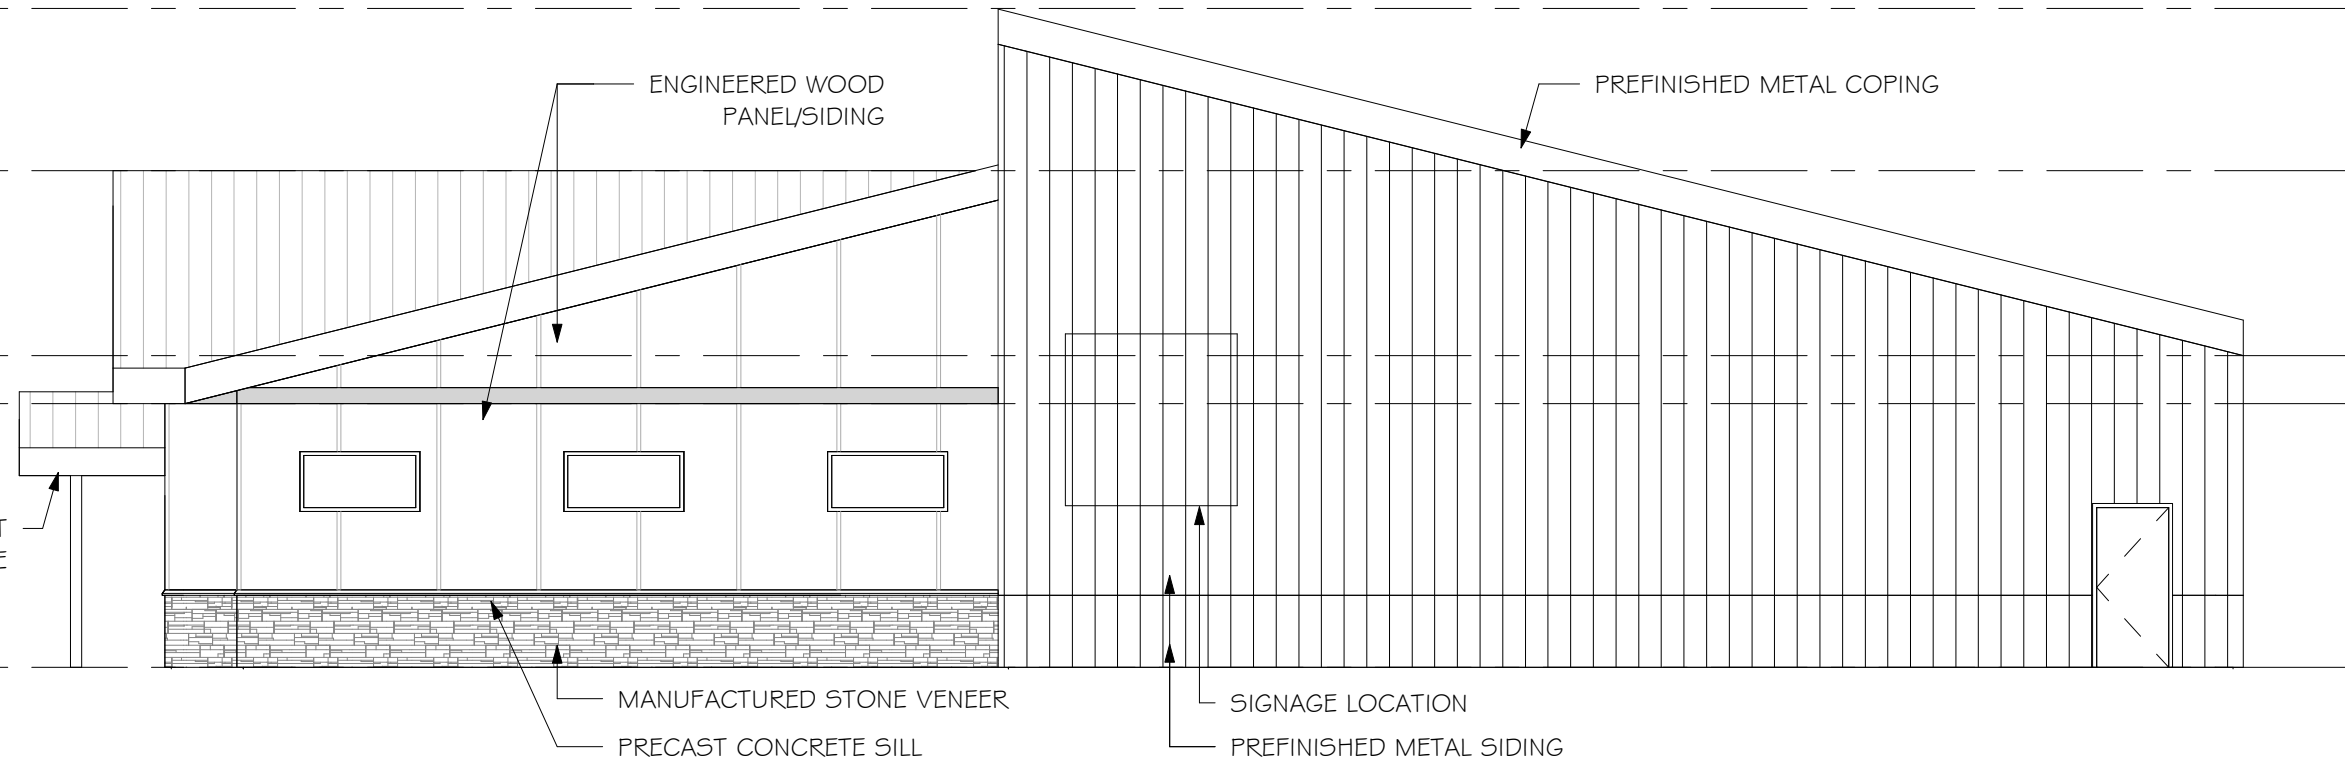 ENGINEERED WOOD
PANEL/SIDING
PREFINISHED METAL COPING
T
E
MANUFACTURED STONE VENEER
PRECAST CONCRETE SILL
SIGNAGE LOCATION
PREFINISHED METAL SIDING